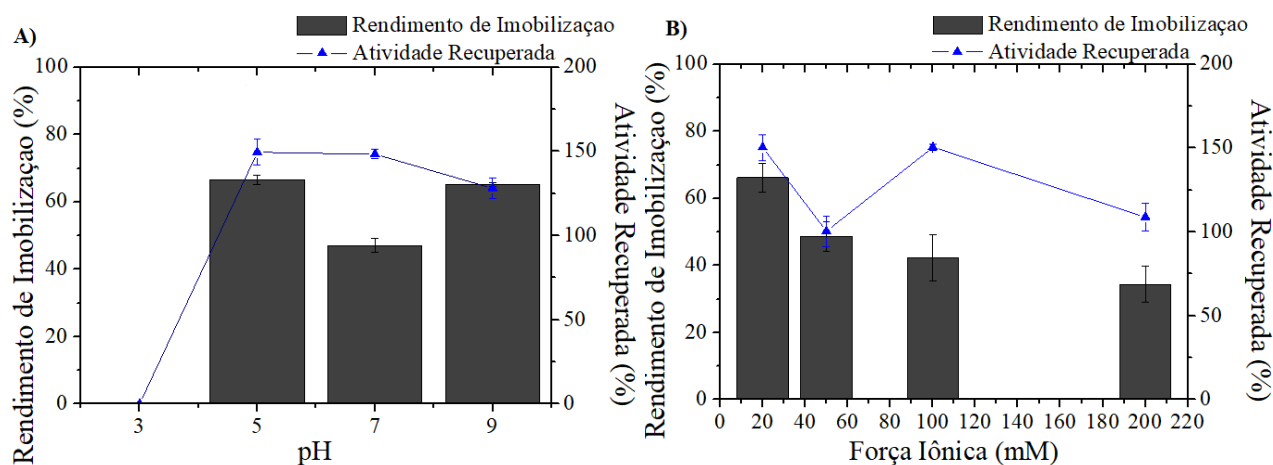 A)
Rendimento de Imobilizaçao
Atividade Recuperada
Rendimento de Imobilizaçao (%)
100
80
60
40
20
0
200
150
100
50
0
Atividade Recuperada (%)
3 5 7 9
pH
B)
Rendimento de Imobilizaçao
Atividade Recuperada
Rendimento de Imobilizaçao (%)
100
80
60
40
20
0
200
150
100
50
0
Atividade Recuperada (%)
0 20 40 60 80 100 120 140 160 180 200 220
Força Iônica (mM)